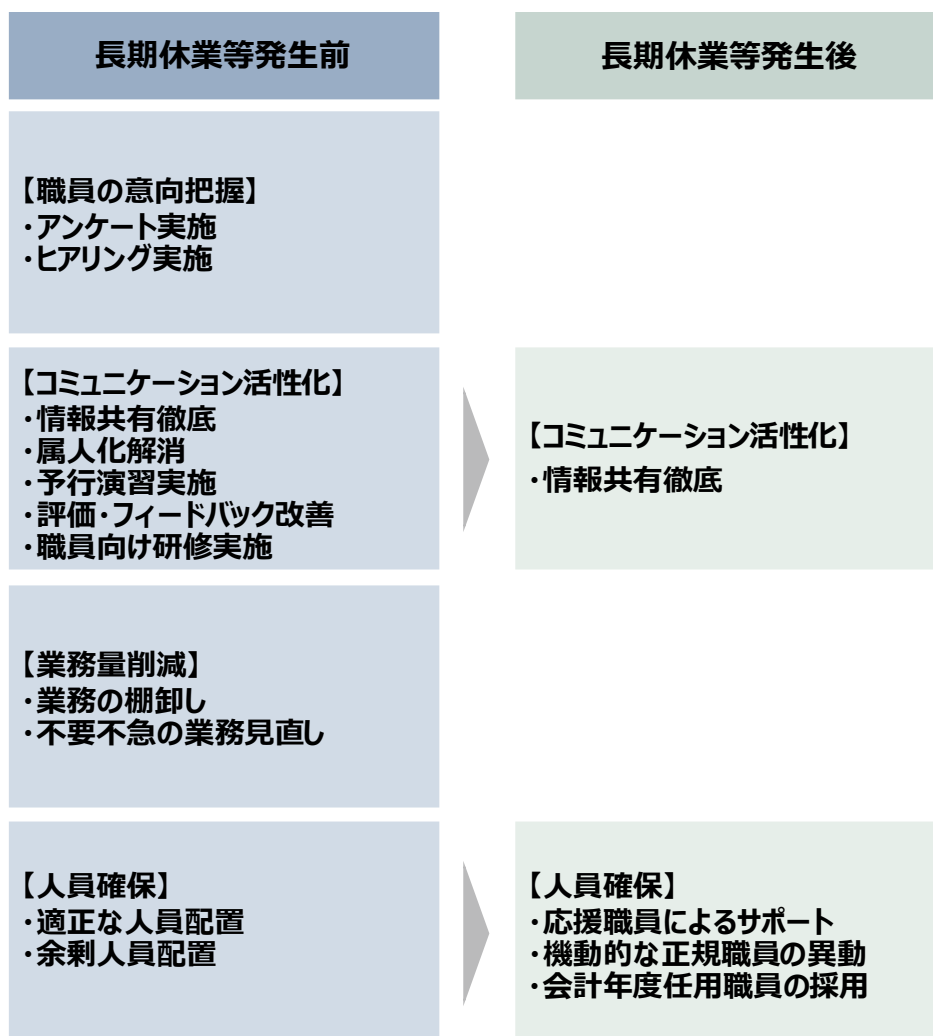 長期休業等発生前
長期休業等発生後
【職員の意向把握】
・アンケート実施
・ヒアリング実施
【コミュニケーション活性化】
・情報共有徹底
・属人化解消
・予行演習実施
・評価・フィードバック改善
・職員向け研修実施
【コミュニケーション活性化】
・情報共有徹底
【業務量削減】
・業務の棚卸し
・不要不急の業務見直し
【人員確保】
・適正な人員配置
・余剰人員配置
【人員確保】
・応援職員によるサポート
・機動的な正規職員の異動
・会計年度任用職員の採用